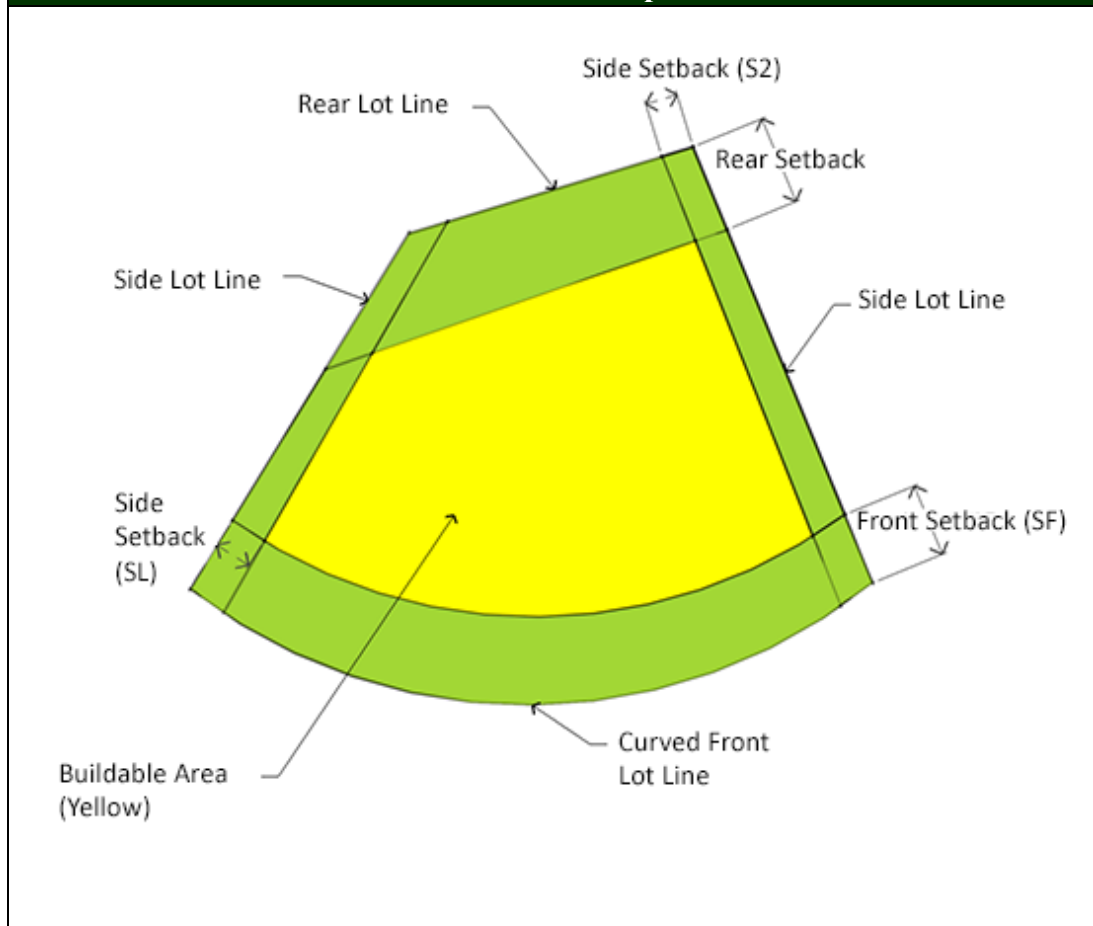 Side Setback (S2)
Rear Lot Line
Rear Setback
Side Lot Line
Side Lot Line
Side
Setback
(SL)
Front Setback (SF)
Curved Front
Lot Line
Buildable Area
(Yellow)